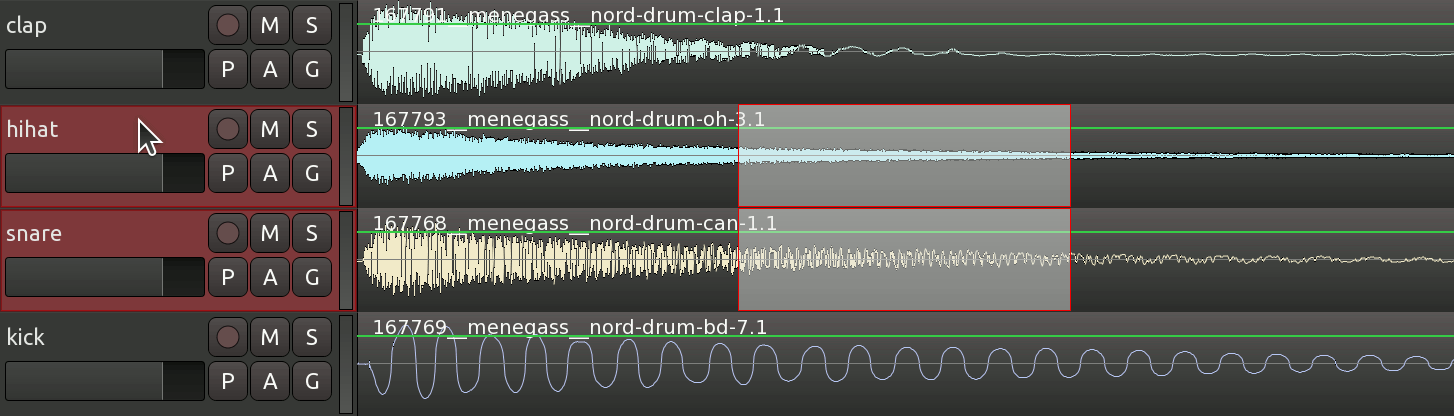 clap M S 167791__menegass__nord-drum-clap-1.1
P A G
hihat M S 167793__menegass__nord-drum-oh-3.1
P A G
snare M S 167768__menegass__nord-drum-can-1.1
P A G
kick M S 167769__menegass__nord-drum-bd-7.1
P A G